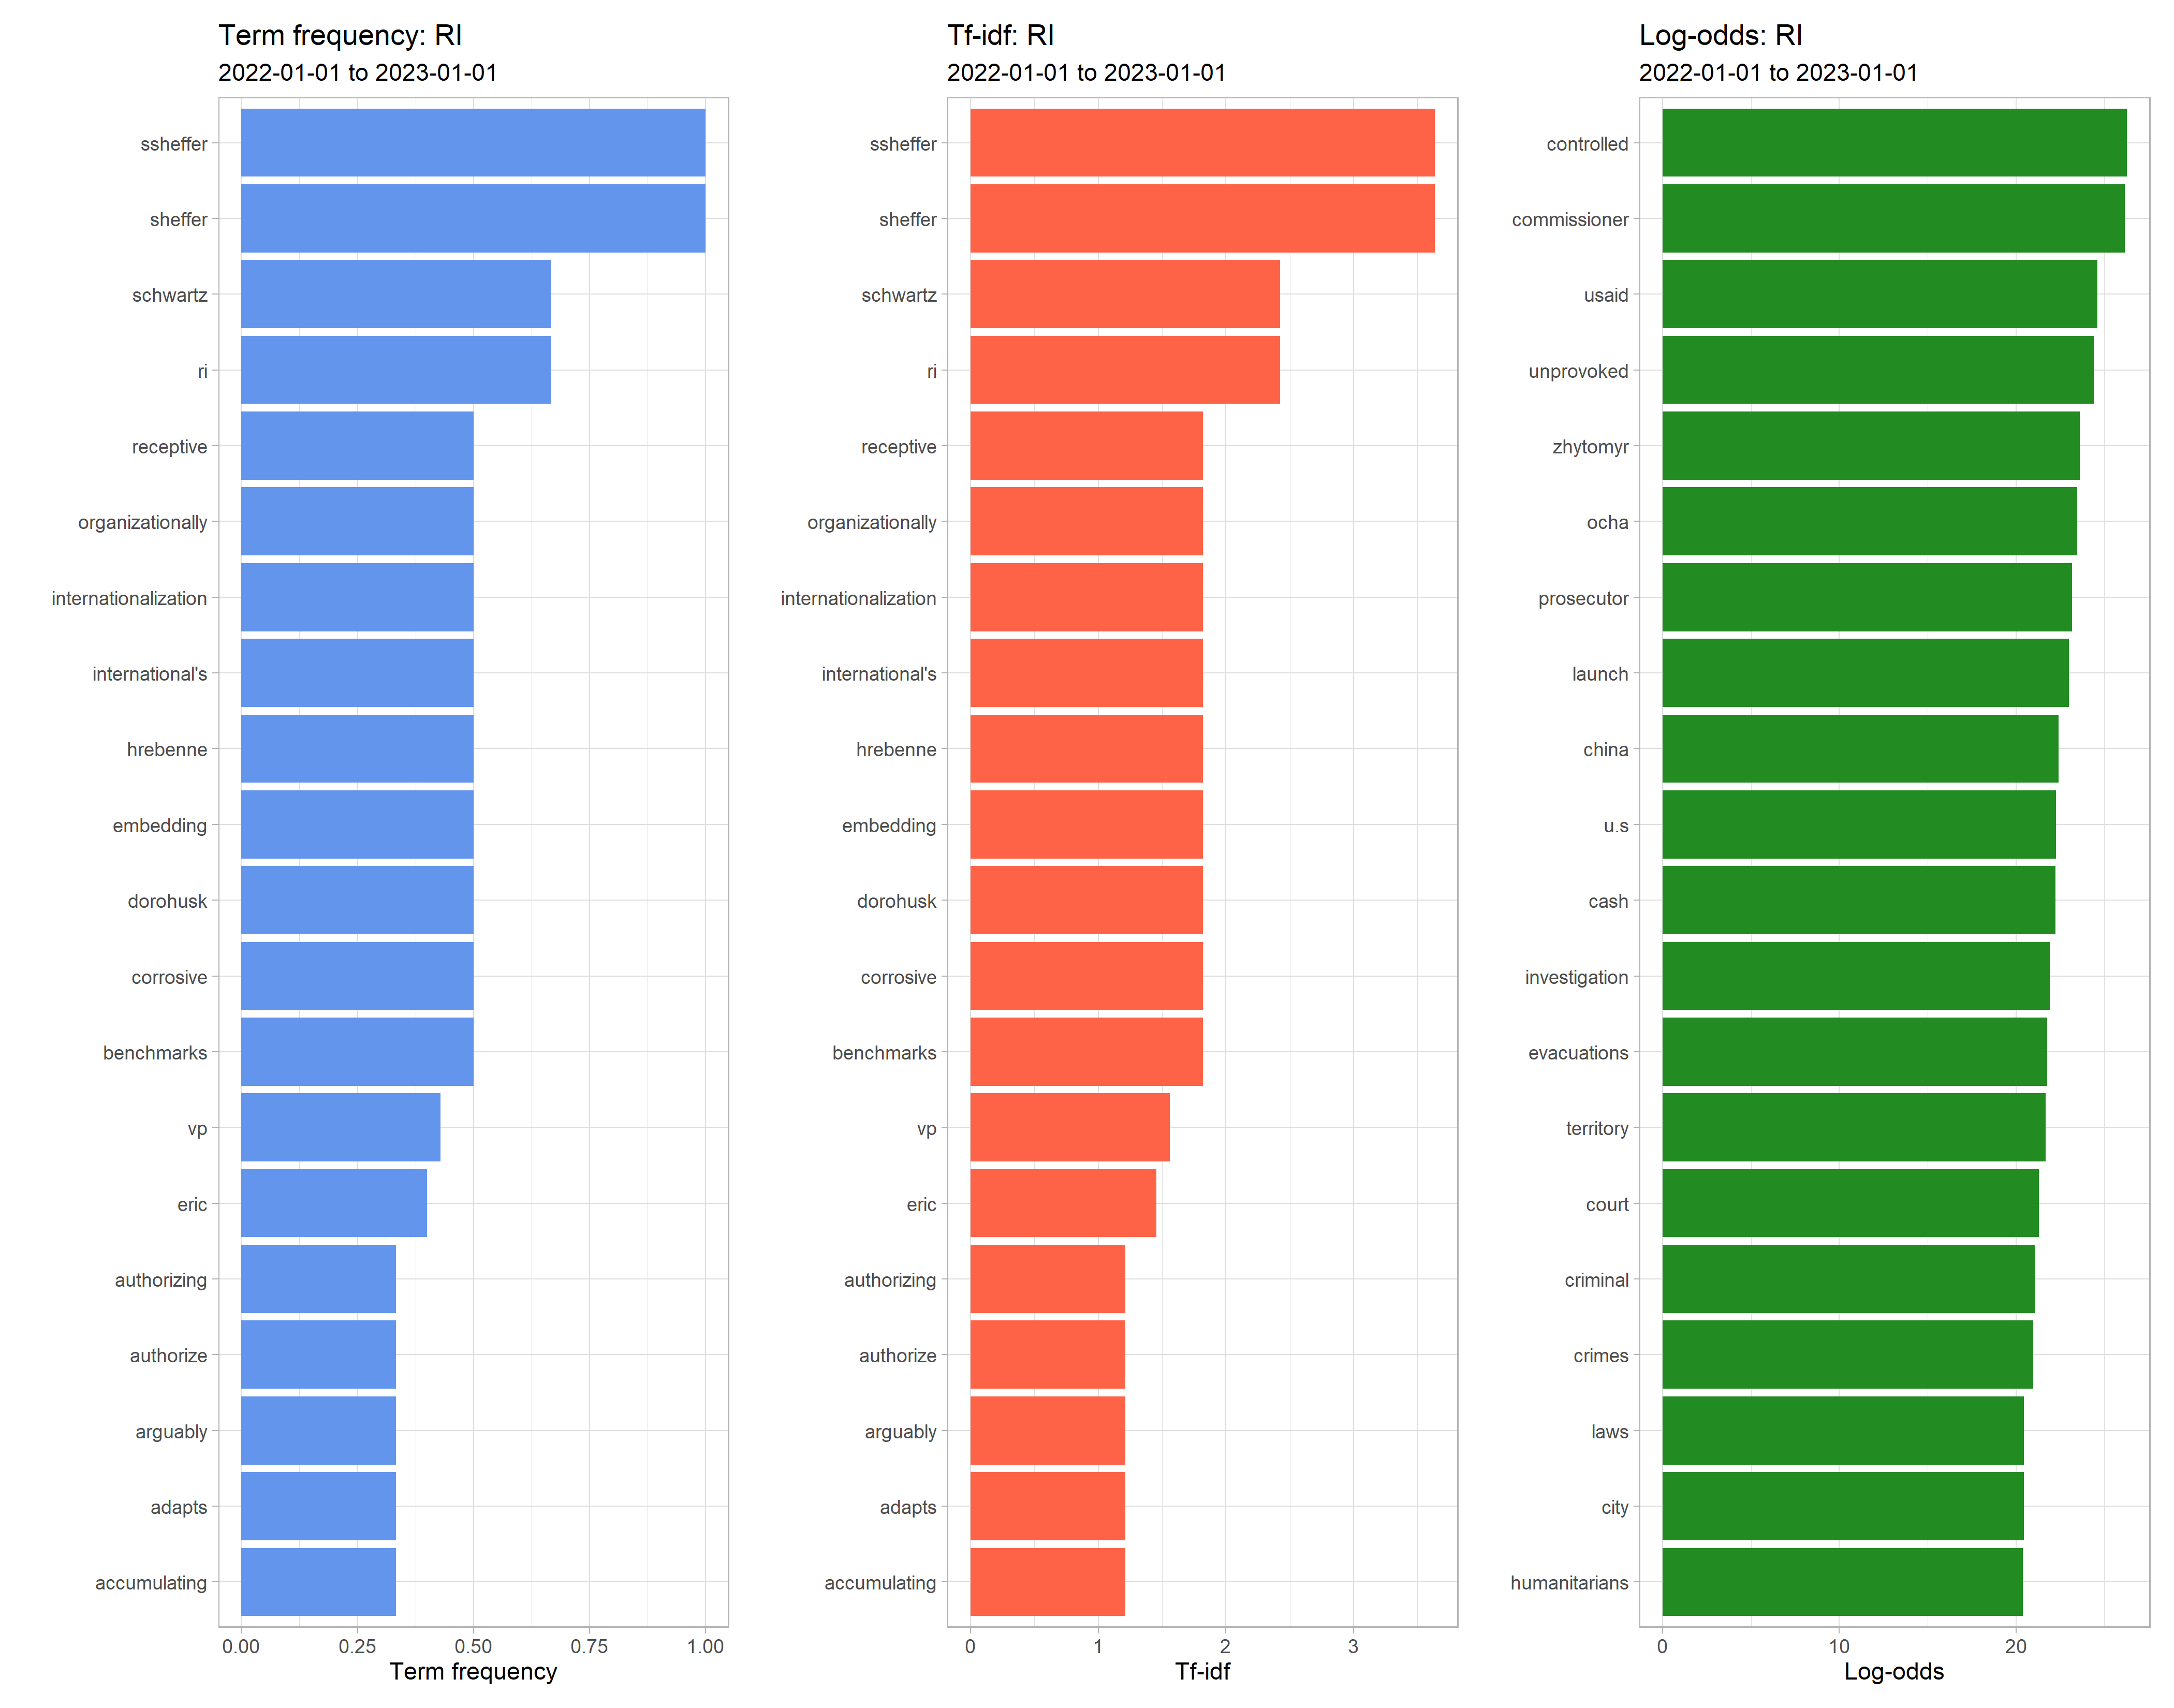 Term frequency: RI
2022-01-01 to 2023-01-01
ssheffer
sheffer
schwartz
ri
receptive
organizationally
internationalization
international's
hrebenne
embedding
dorohusk
corrosive
benchmarks
vp
eric
authorizing
authorize
arguably
adapts
accumulating
0.00 0.25 0.50 0.75 1.00
Term frequency
Tf-idf: RI
2022-01-01 to 2023-01-01
ssheffer
sheffer
schwartz
ri
receptive
organizationally
internationalization
international's
hrebenne
embedding
dorohusk
corrosive
benchmarks
vp
eric
authorizing
authorize
arguably
adapts
accumulating
0 1 2 3
Tf-idf
Log-odds: RI
2022-01-01 to 2023-01-01
controlled
commissioner
usaid
unprovoked
zhytomyr
ocha
prosecutor
launch
china
u.s
cash
investigation
evacuations
territory
court
criminal
crimes
laws
city
humanitarians
0 10 20
Log-odds